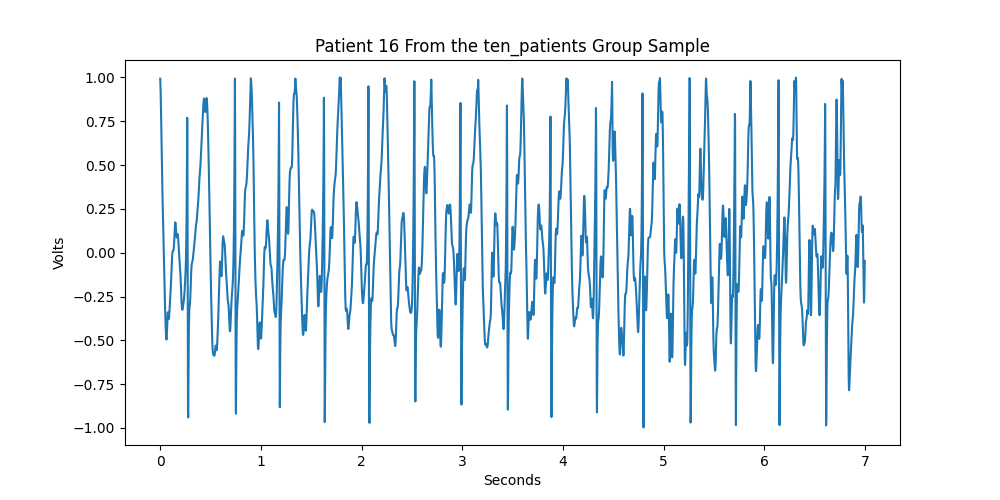 Patient 16 From the ten_patients Group Sample
1.00
0.75
0.50
0.25
0.00
−0.25
−0.50
−0.75
−1.00
Volts
0 1 2 3 4 5 6 7
Seconds